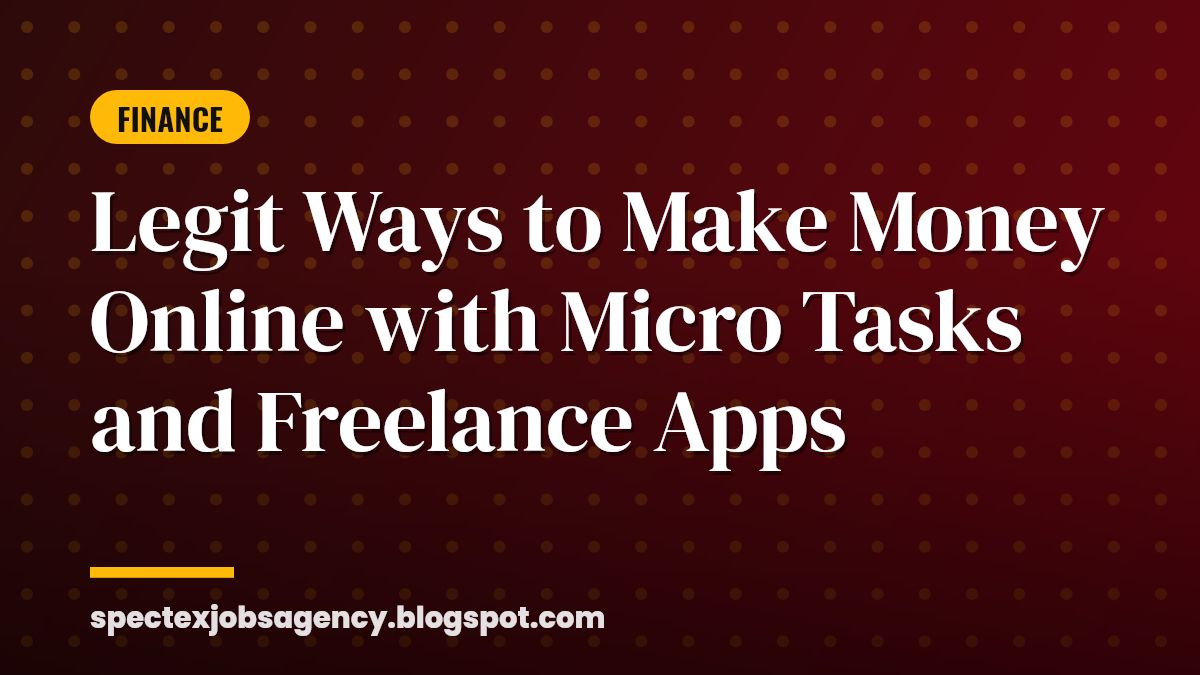 FINANCE
Legit Ways to Make Money
Online with Micro Tasks
and Freelance Apps
spectexjobsagency.blogspot.com